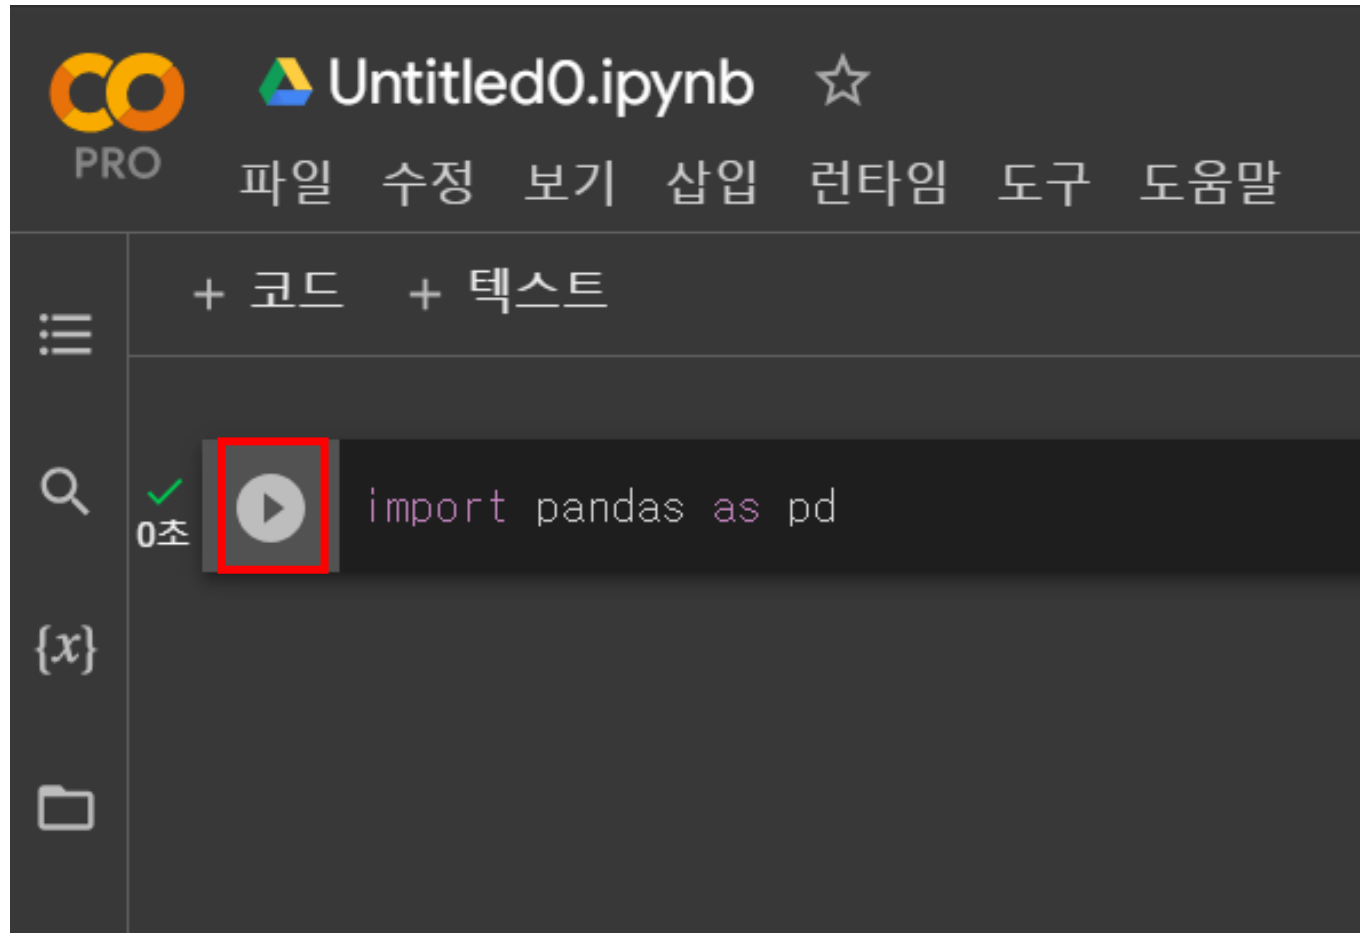 Untitled0.ipynb
PRO
파일 수정 보기 삽입 런타임 도구 도움말
+ 코드 + 텍스트
import pandas as pd
0초
{x}